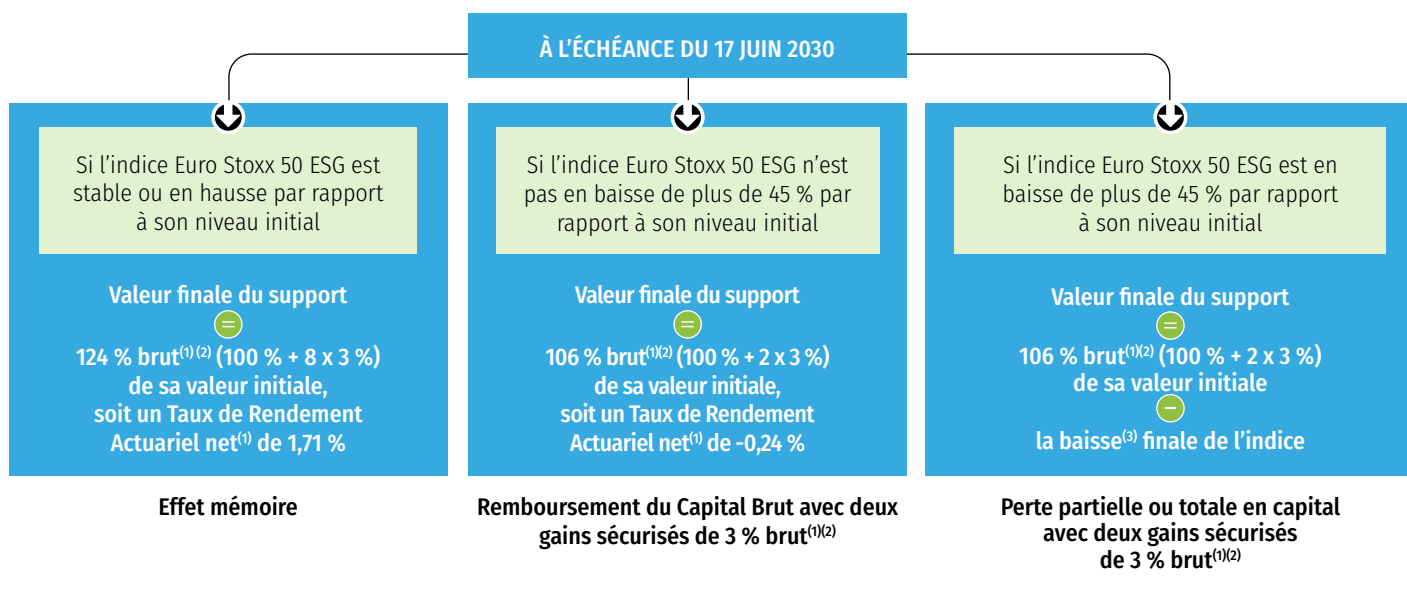 À L'ÉCHÉANCE DU 17 JUIN 2030
Si l'indice Euro Stoxx 50 ESG est
stable ou en hausse par rapport
à son niveau initial
Valeur finale du support
=
124 % brut(1) (2) (100 % + 8 x 3 %)
de sa valeur initiale,
soit un Taux de Rendement
Actuariel net(1) de 1,71 %
Effet mémoire
Si l'indice Euro Stoxx 50 ESG n'est
pas en baisse de plus de 45 % par
rapport à son niveau initial
Valeur finale du support
=
106 % brut(1)(2) (100 % + 2 x 3 %)
de sa valeur initiale,
soit un Taux de Rendement
Actuariel net(1) de -0,24 %
Remboursement du Capital Brut avec deux
gains sécurisés de 3 % brut(1)(2)
Si l'indice Euro Stoxx 50 ESG est en
baisse de plus de 45 % par rapport
à son niveau initial
Valeur finale du support
=
106 % brut(1)(2) (100 % + 2 x 3 %)
de sa valeur initiale
−
la baisse(3) finale de l'indice
Perte partielle ou totale en capital
avec deux gains sécurisés
de 3 % brut(1)(2)